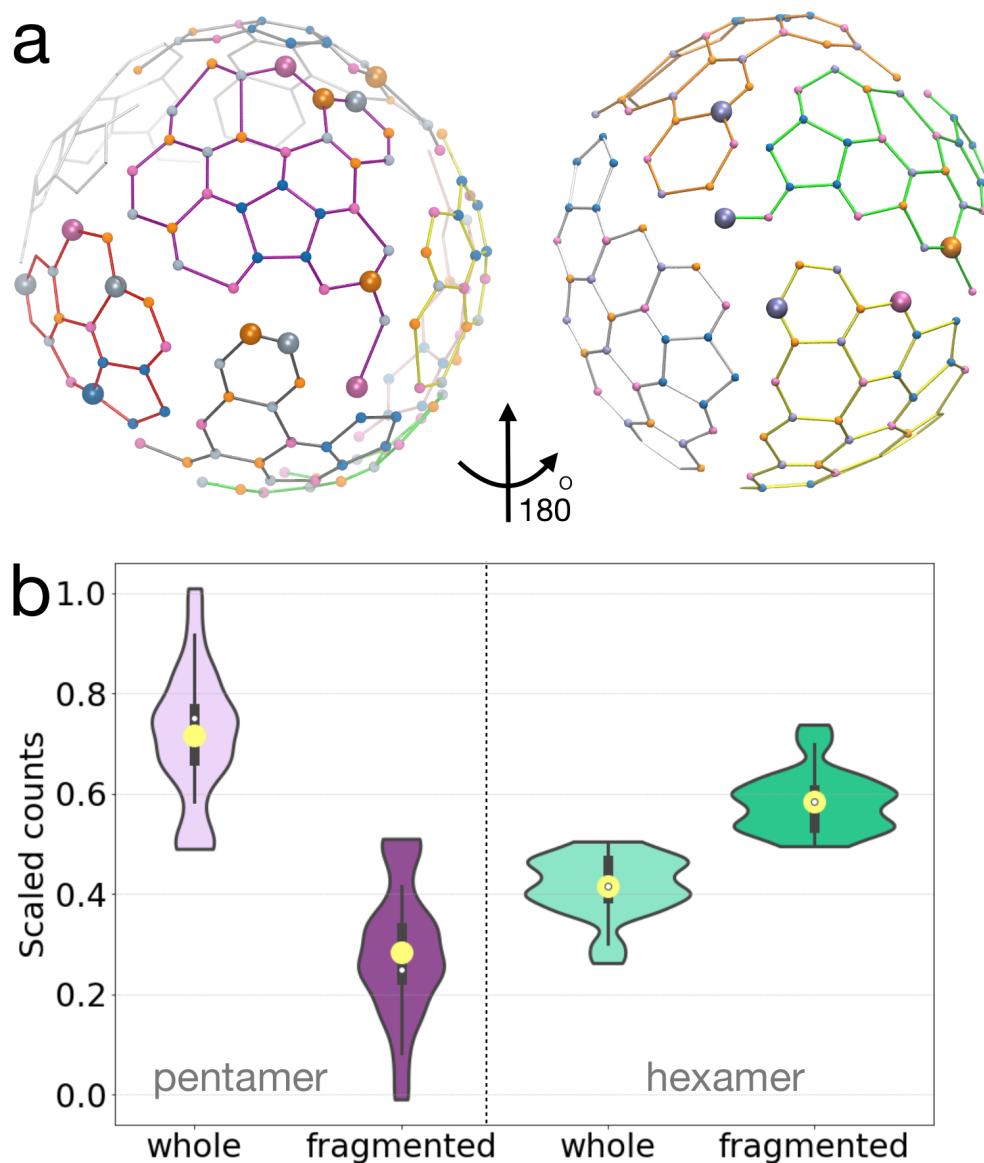 a
180
o
b
Scaled counts
1.0
0.8
0.6
0.4
0.2
0.0
pentamer
hexamer
whole
fragmented
whole
fragmented